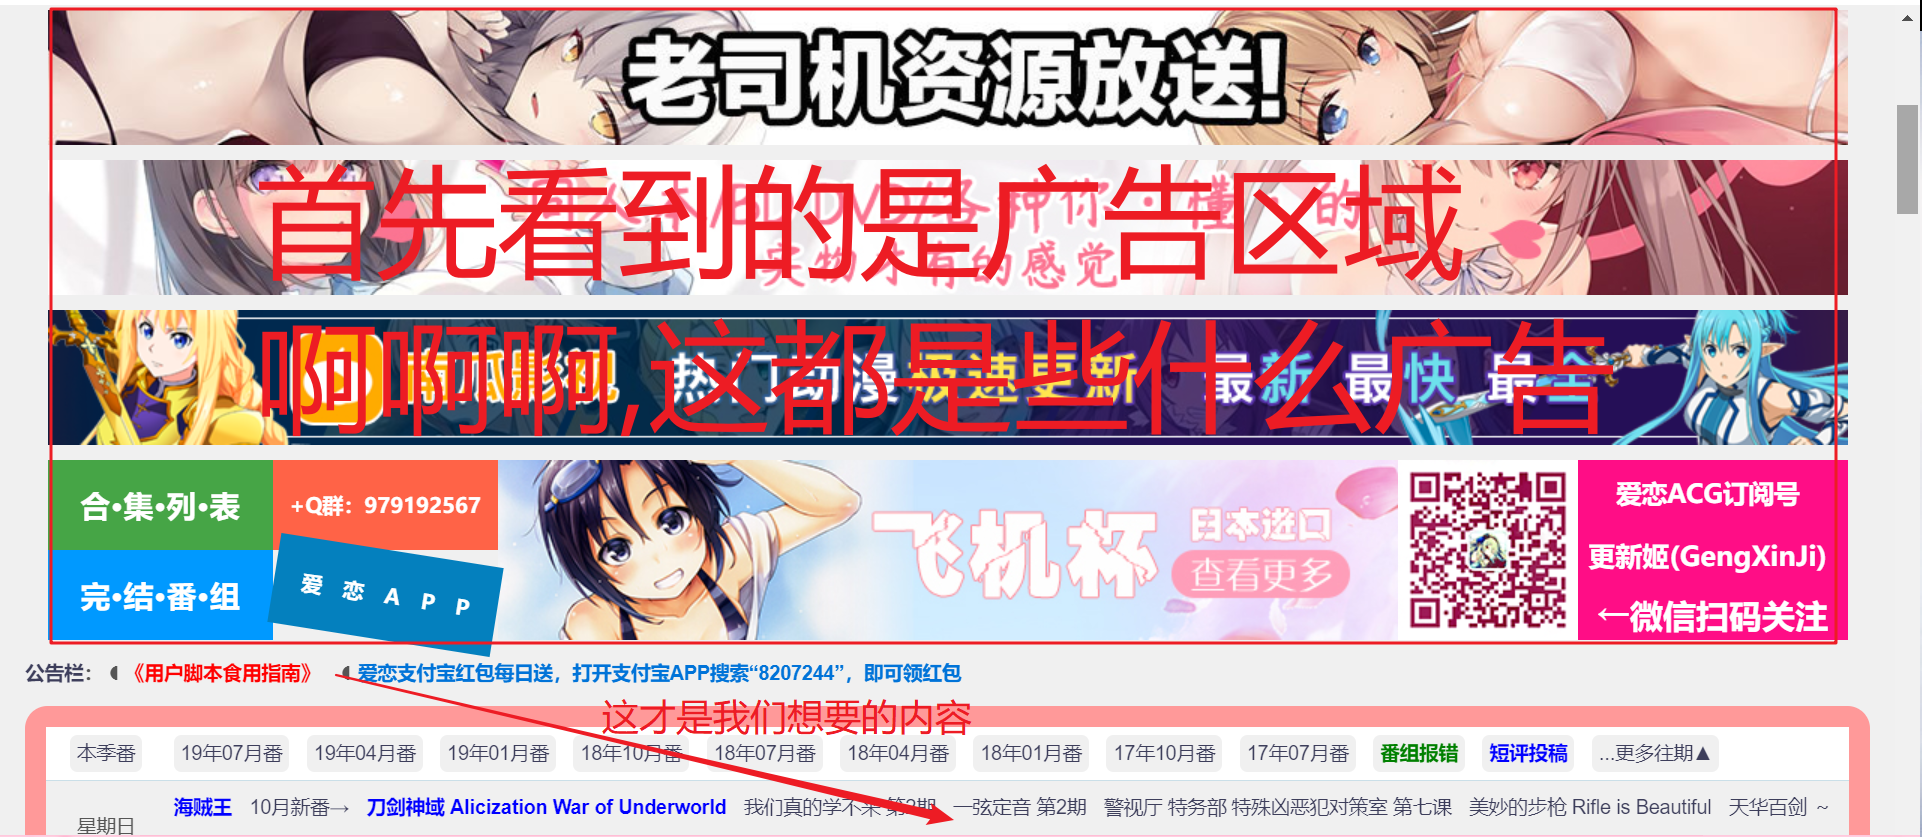 老司机资源放送!
首先看到的是广告区域
实物才有的感觉
啊啊啊,这都是些什么广告
南瓜影视 热门动漫极速更新 最新 最快 最全
合·集·列·表
+Q群：979192567
完·结·番·组
爱 恋 A P P
飞机杯
日本进口
查看更多
爱恋ACG订阅号
更新姬(GengXinJi)
←微信扫码关注
公告栏： 《用户脚本食用指南》 爱恋支付宝红包每日送，打开支付宝APP搜索“8207244”，即可领红包
这才是我们想要的内容
本季番 19年07月番 19年04月番 19年01月番 18年10月番 18年07月番 18年04月番 18年01月番 17年10月番 17年07月番 番组报错 短评投稿 ...更多往期▲
星期日 海贼王 10月新番→ 刀剑神域 Alicization War of Underworld 我们真的学不来 第2期 一弦定音 第2期 警视厅 特务部 特殊凶恶犯对策室 第七课 美妙的步枪 Rifle is Beautiful 天华百剑 ~